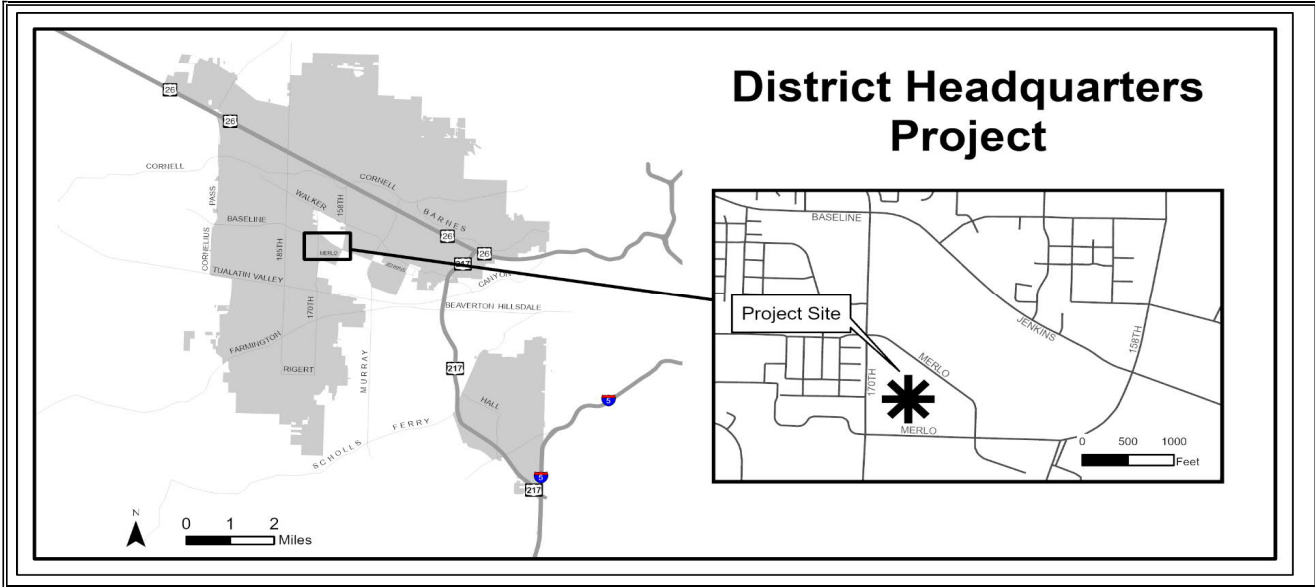 District Headquarters
Project
26
26
CORNELL
CORNELL
PASS
WALKER
158TH
BARNES
BASELINE
26
26
185TH
MERLO
217
CORNELIUS
JENKINS
TUALATIN VALLEY
CANYON
170TH
BEAVERTON HILLSDALE
FARMINGTON
RIGERT
MURRAY
217
HALL
5
SCHOLLS FERRY
5
217
N
0 1 2
Miles
BASELINE
Project Site
JENKINS
158TH
MERLO
170TH
MERLO
0 500 1000
Feet